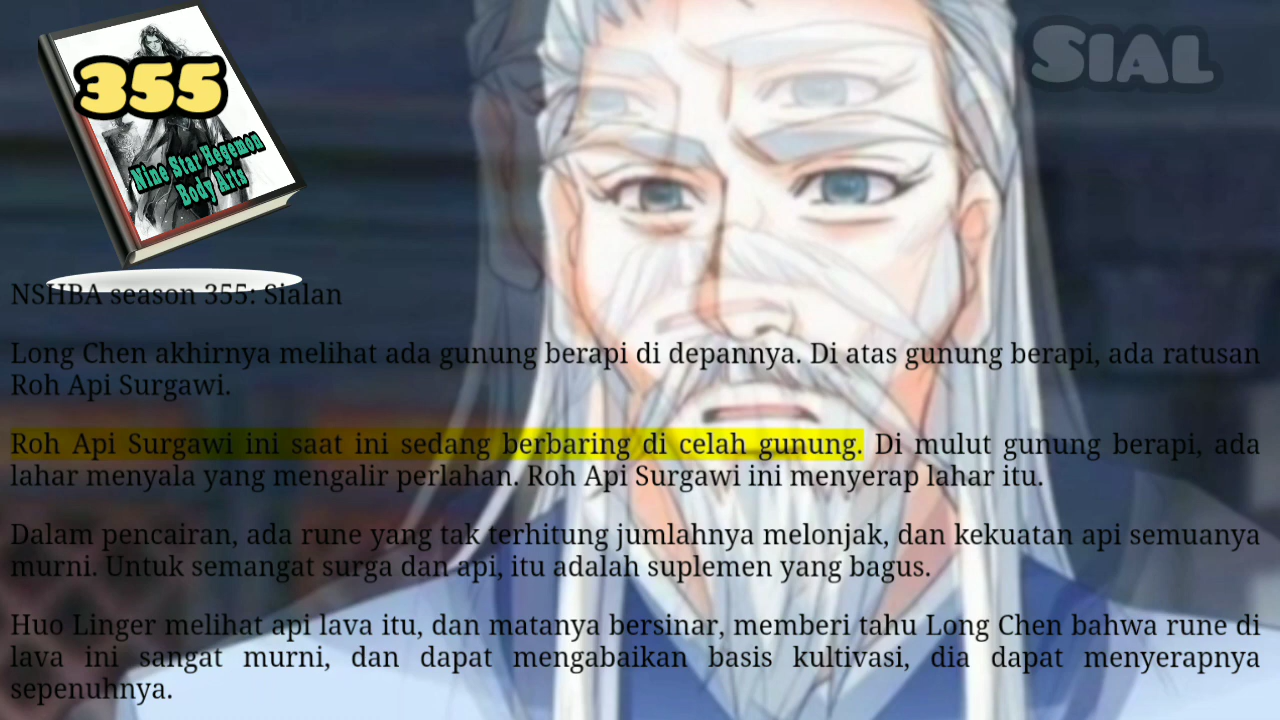 355
Nine Star Hegemon
Body Arts
Sial
NSHBA season 355: Sialan
Long Chen akhirnya melihat ada gunung berapi di depannya. Di atas gunung berapi, ada ratusan
Roh Api Surgawi.
Roh Api Surgawi ini saat ini sedang berbaring di celah gunung. Di mulut gunung berapi, ada
lahar menyala yang mengalir perlahan. Roh Api Surgawi ini menyerap lahar itu.
Dalam pencairan, ada rune yang tak terhitung jumlahnya melonjak, dan kekuatan api semuanya
murni. Untuk semangat surga dan api, itu adalah suplemen yang bagus.
Huo Linger melihat api lava itu, dan matanya bersinar, memberi tahu Long Chen bahwa rune di
lava ini sangat murni, dan dapat mengabaikan basis kultivasi, dia dapat menyerapnya
sepenuhnya.